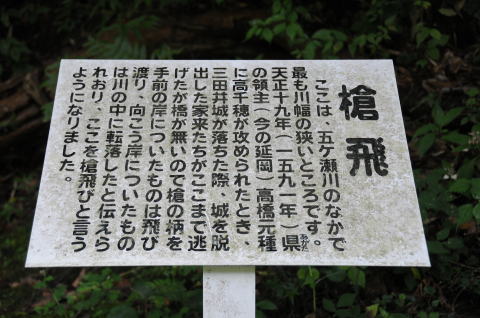 槍飛
ここは、五ケ瀬川のなかで
最も川幅の狭いところです。
天正十九年(一五九一年)県
あがた
の領主(今の延岡)高橋元種
に高千穂が攻められたとき、
三田井城が落ちた際、城を脱
出した家来たちがここまで逃
げたが橋が無いので槍の柄を
手前の岸についたものは飛び
渡り、向こう岸についたもの
は川の中に転落したと伝えら
れおり、ここを槍飛びと言う
ようになりました。